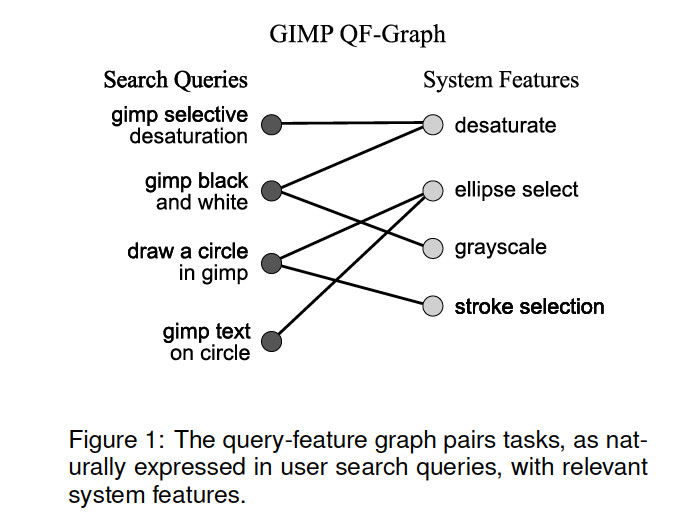 GIMP QF-Graph
Search Queries
System Features
gimp selective
desaturation
desaturate
gimp black
and white
ellipse select
draw a circle
in gimp
grayscale
stroke selection
gimp text
on circle
Figure 1: The query-feature graph pairs tasks, as nat-
urally expressed in user search queries, with relevant
system features.